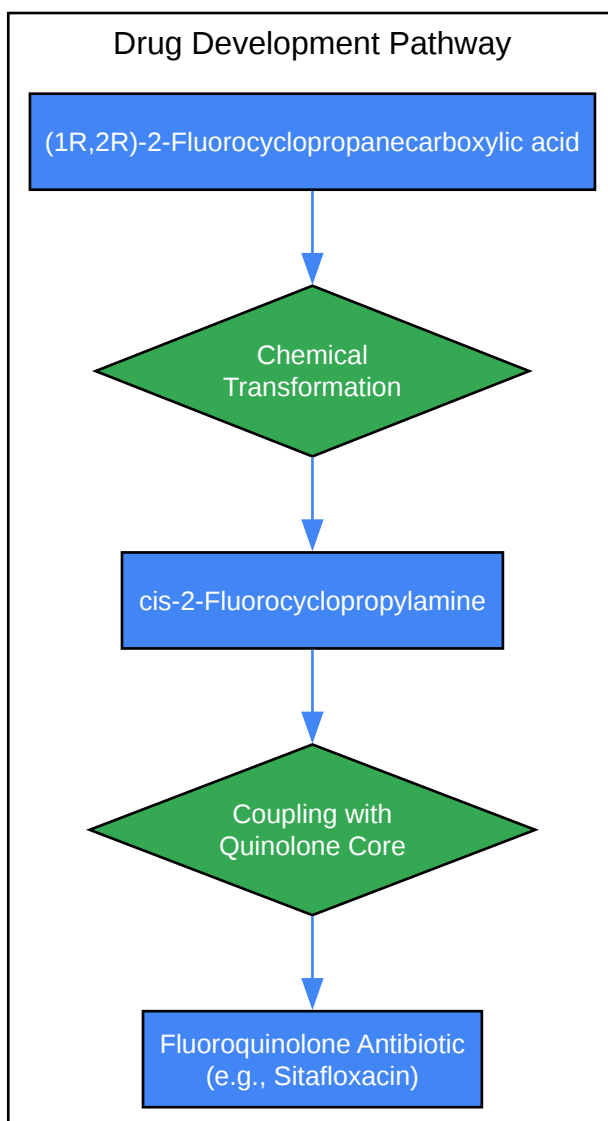 Drug Development Pathway
(1R,2R)-2-Fluorocyclopropanecarboxylic acid
Chemical
Transformation
cis-2-Fluorocyclopropylamine
Coupling with
Quinolone Core
Fluoroquinolone Antibiotic
(e.g., Sitafloxacin)